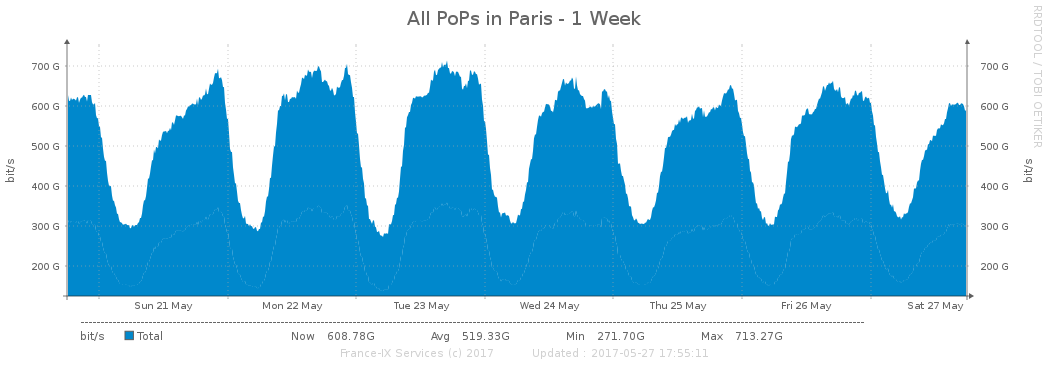 All PoPs in Paris - 1 Week
RRDTOOL / TOBI OETIKER
bit/s
700 G 700 G
600 G 600 G
500 G 500 G
400 G 400 G
300 G 300 G
200 G 200 G
bit/s
Sun 21 May Mon 22 May Tue 23 May Wed 24 May Thu 25 May Fri 26 May Sat 27 May
bit/s Total Now 608.78G Avg 519.33G Min 271.70G Max 713.27G
France-IX Services (c) 2017 Updated : 2017-05-27 17:55:11